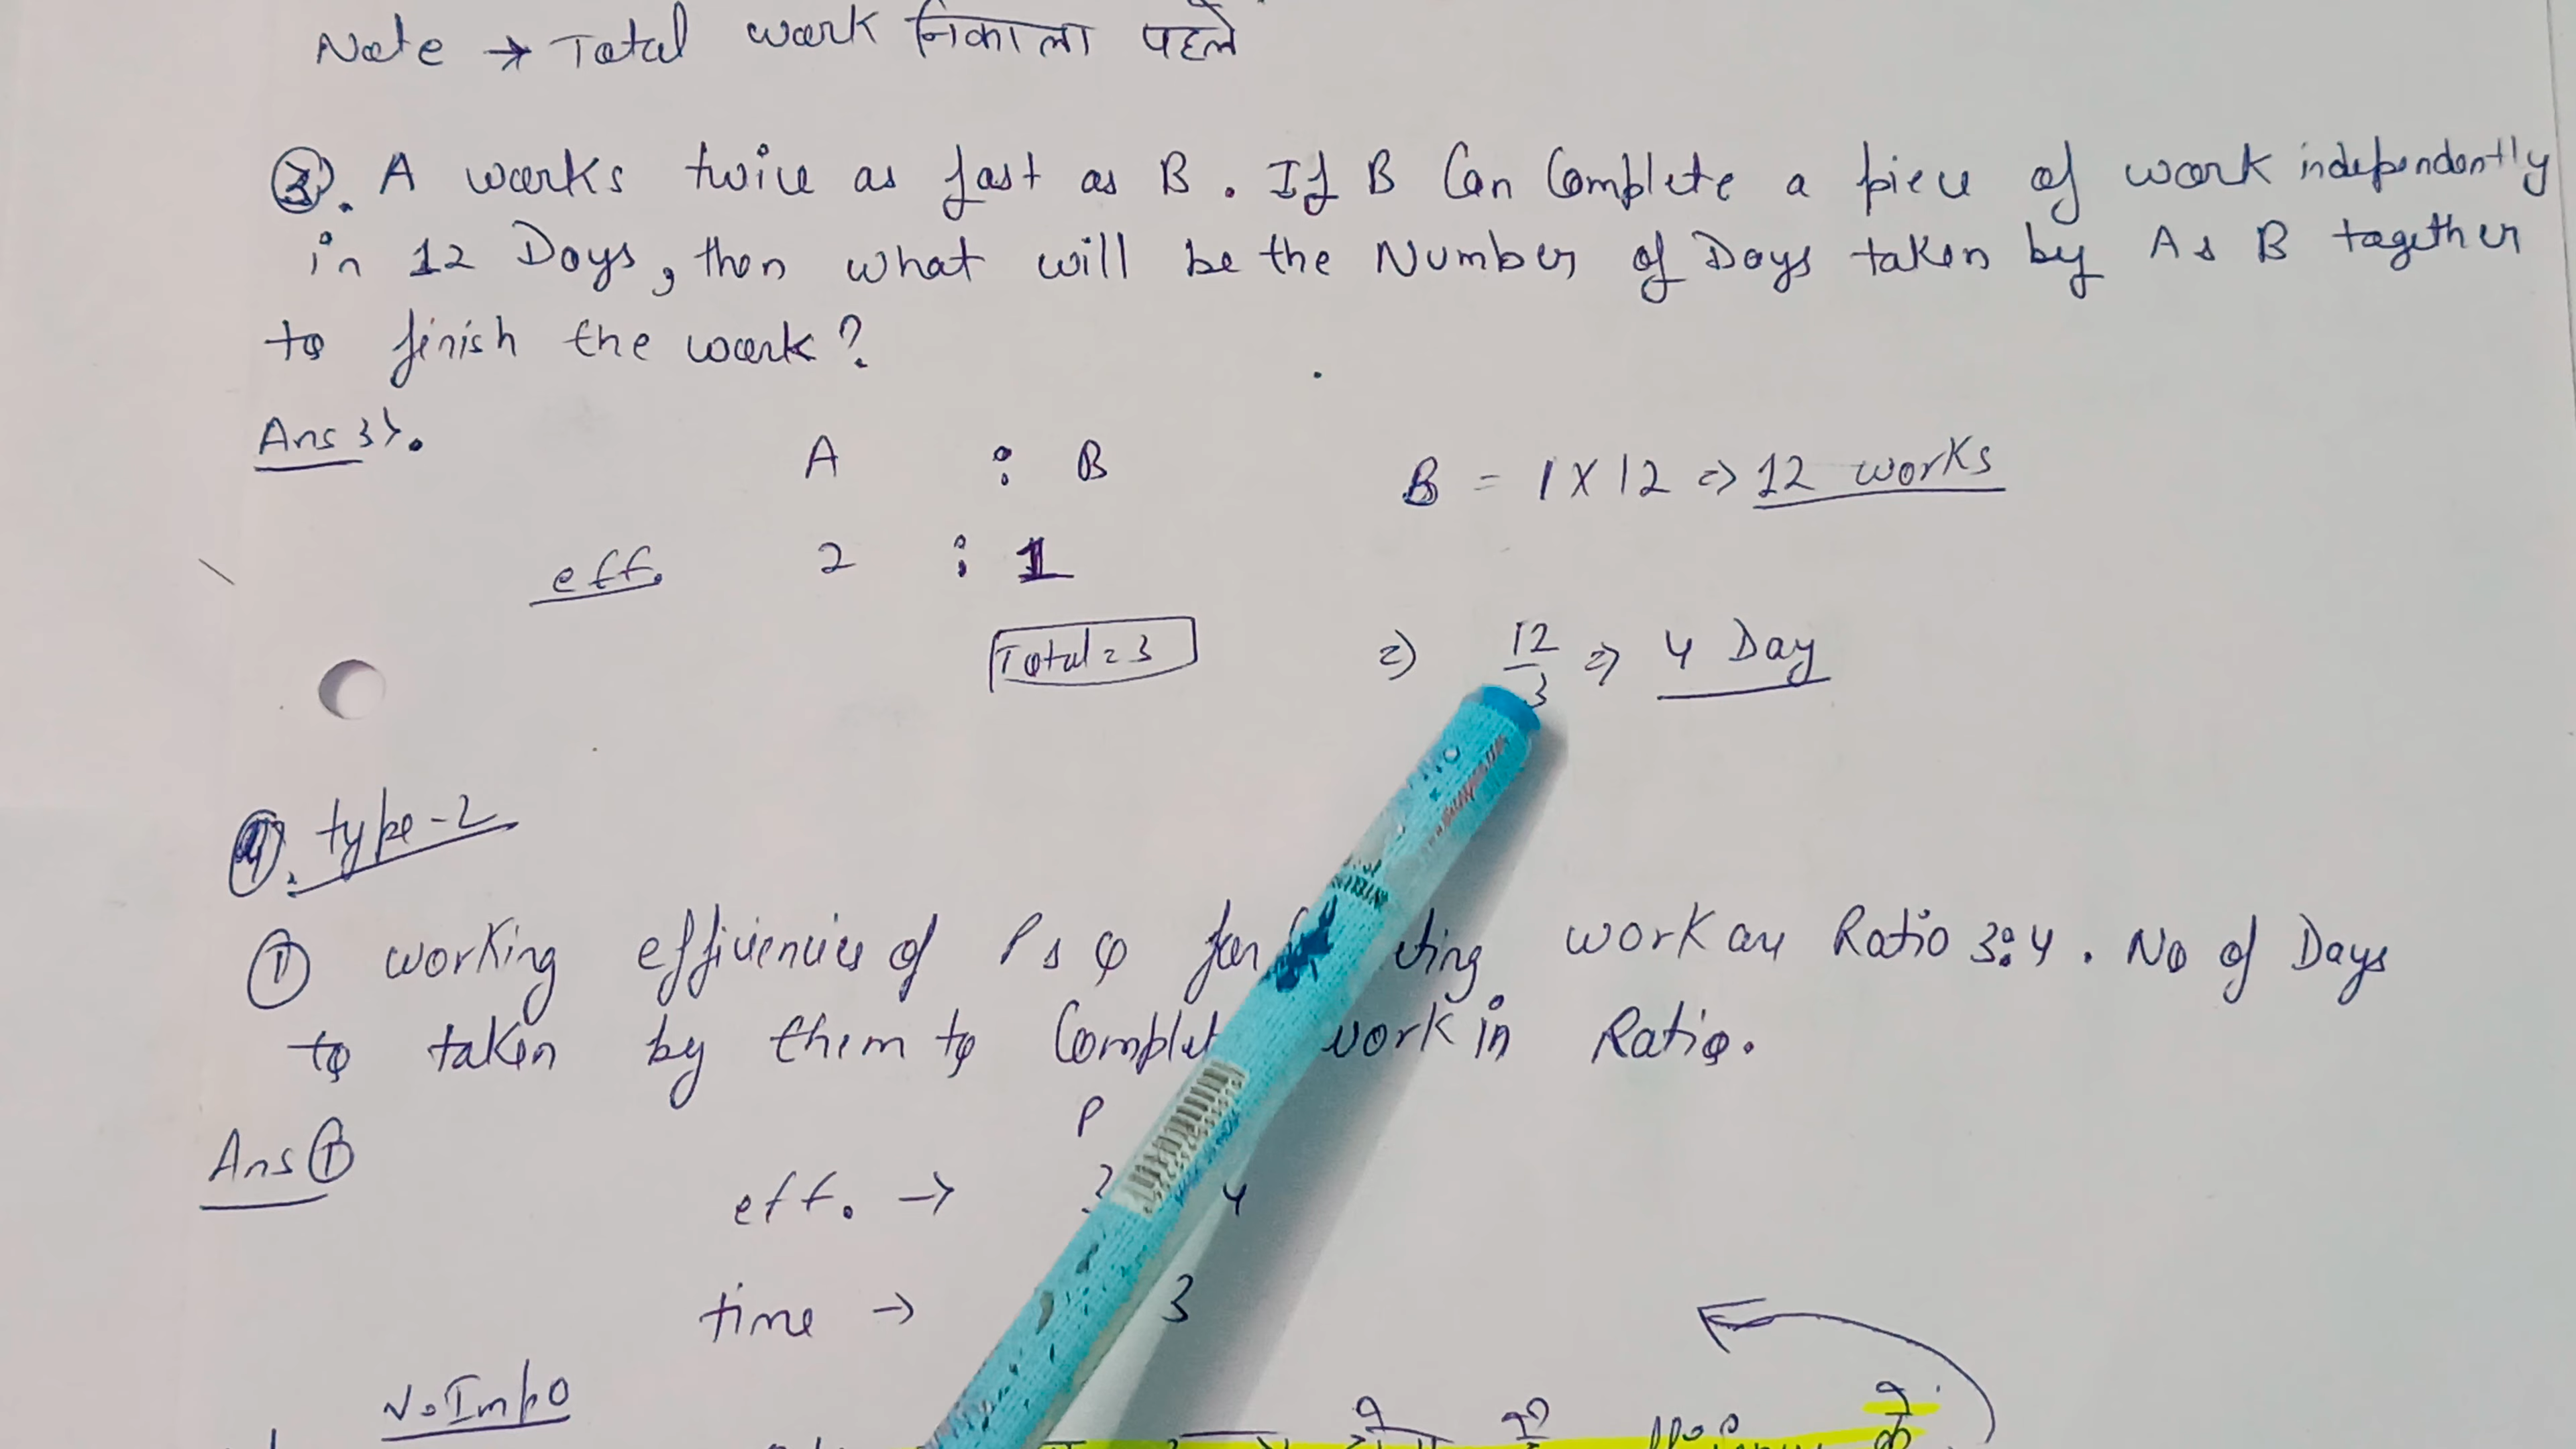 Note → Total work निकाला पहले
③. A works twice as fast as B. If B Can Complete a piece of work independently
in 12 Days, then what will be the Number of Days taken by A & B together
to finish the work?
Ans 3).
A : B
B = 1 X 12 => 12 works
eff. 2 : 1
Total = 3
=) 12/3 => 4 Day
④. type-2
① working efficiencies of P & Q for work are Ratio 3:4. No of Days
to taken by them to Complet work in Ratio.
Ans ①
P
eff. → 4
time → 3
V. Imp